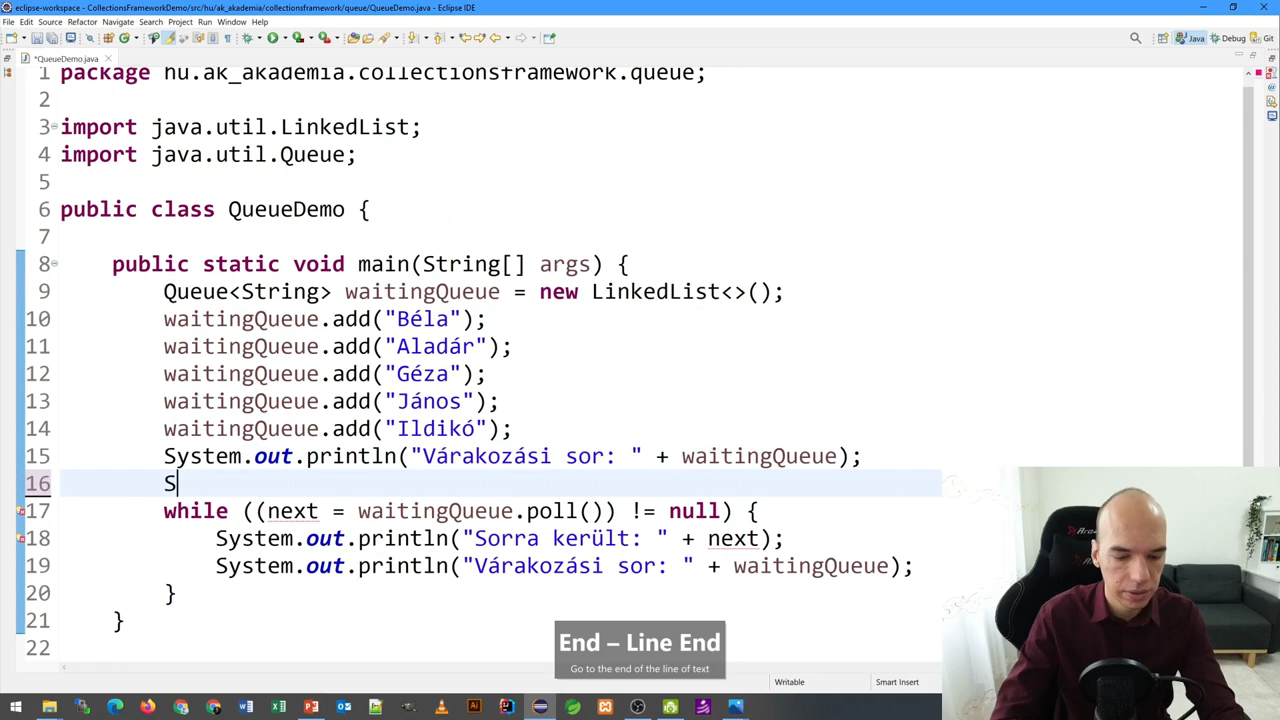 eclipse-workspace - CollectionsFrameworkDemo/src/hu/ak_akademia/collectionsframework/queue/QueueDemo.java - Eclipse IDE
File Edit Source Refactor Navigate Search Project Run Window Help
Java Debug Git
*QueueDemo.java
1 package hu.ak_akademia.collectionsframework.queue;
2
3 import java.util.LinkedList;
4 import java.util.Queue;
5
6 public class QueueDemo {
7
8 public static void main(String[] args) {
9 Queue<String> waitingQueue = new LinkedList<>();
10 waitingQueue.add("Béla");
11 waitingQueue.add("Aladár");
12 waitingQueue.add("Géza");
13 waitingQueue.add("János");
14 waitingQueue.add("Ildikó");
15 System.out.println("Várakozási sor: " + waitingQueue);
16 S
17 while ((next = waitingQueue.poll()) != null) {
18 System.out.println("Sorra került: " + next);
19 System.out.println("Várakozási sor: " + waitingQueue);
20 }
21 }
22
End – Line End
Go to the end of the line of text
Writable Smart Insert